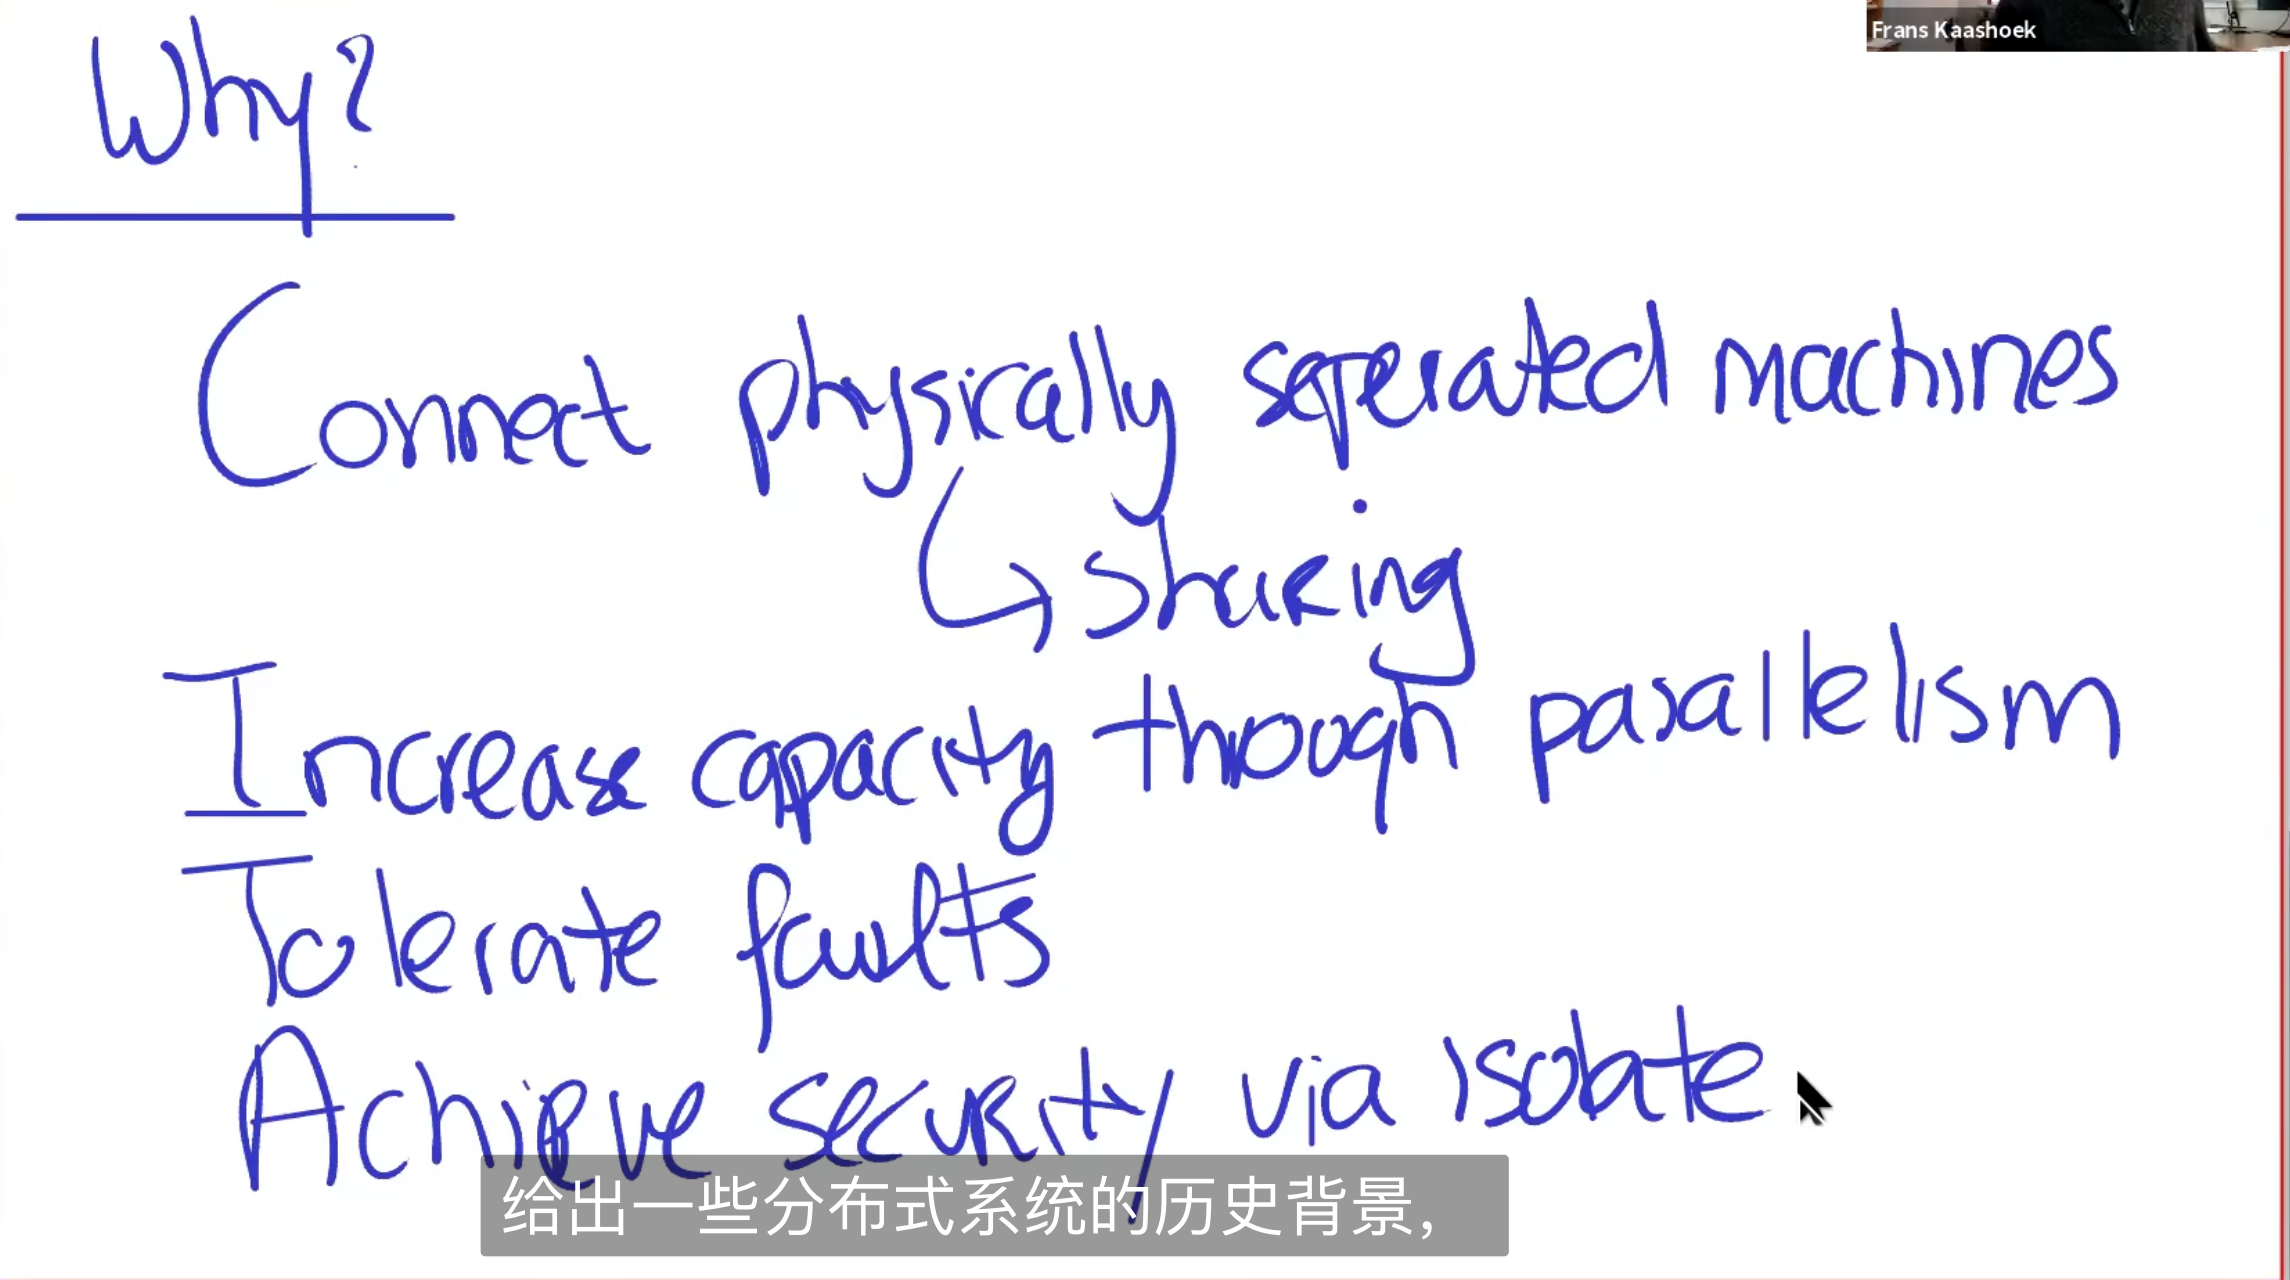 Frans Kaashoek
Why?
Connect physically seperated machines
↳ sharing
Increase capacity through parallelism
Tolerate faults
Achieve security via isolate
给出一些分布式系统的历史背景，